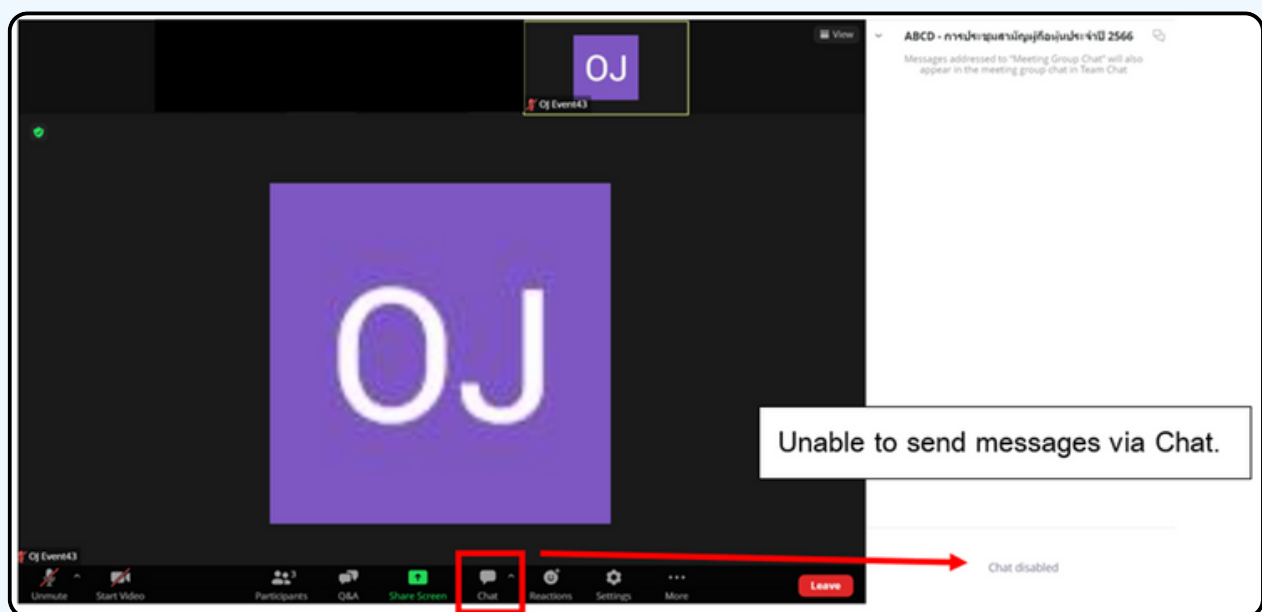 View
ABCD - การประชุมสามัญผู้ถือหุ้นประจำปี 2566
Messages addressed to "Meeting Group Chat" will also
appear in the meeting group chat in Team Chat
OJ
OJ Event43
OJ
Unable to send messages via Chat.
OJ Event43
Chat disabled
Unmute
Start Video
Participants
3
Q&A
Share Screen
Chat
Reactions
Settings
More
Leave